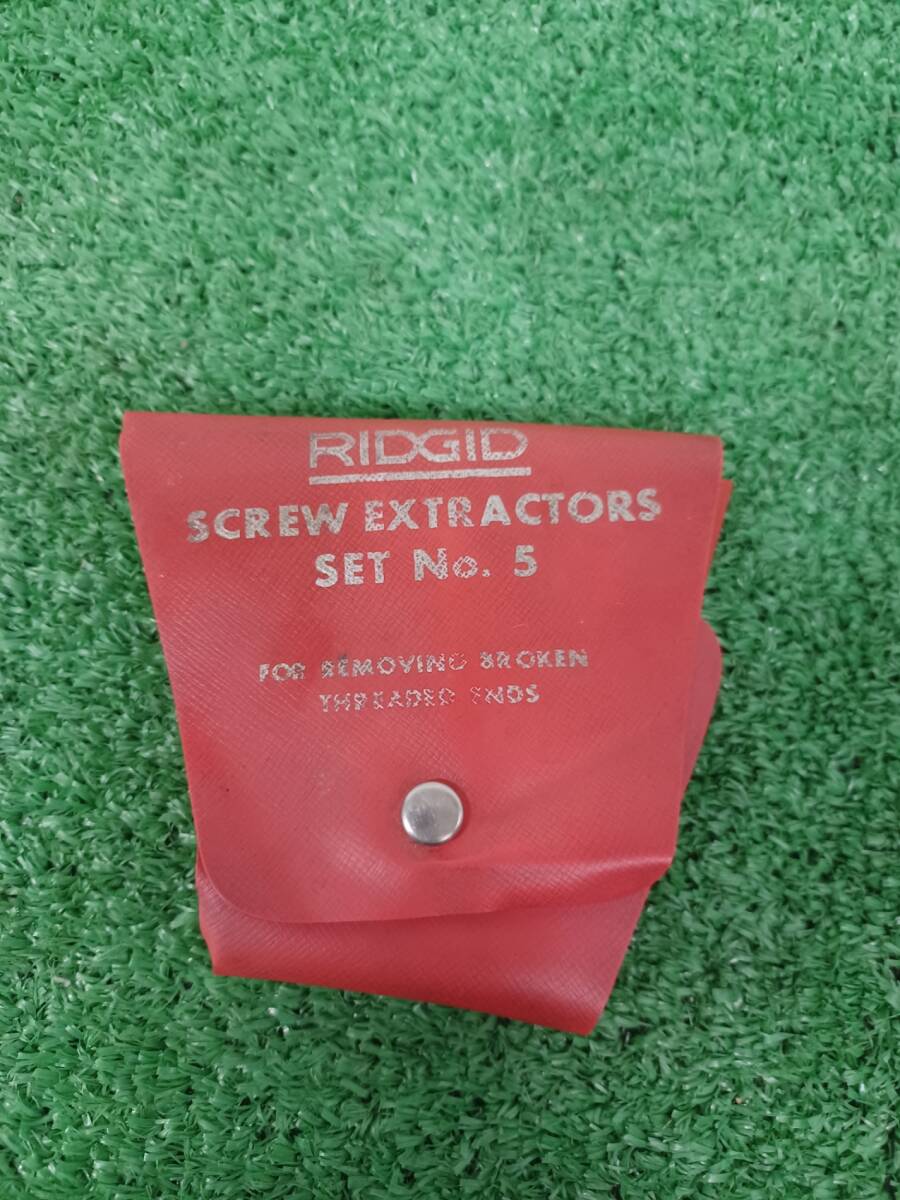 RIDGID
SCREW EXTRACTORS
SET No. 5
FOR REMOVING BROKEN
THREADED ENDS